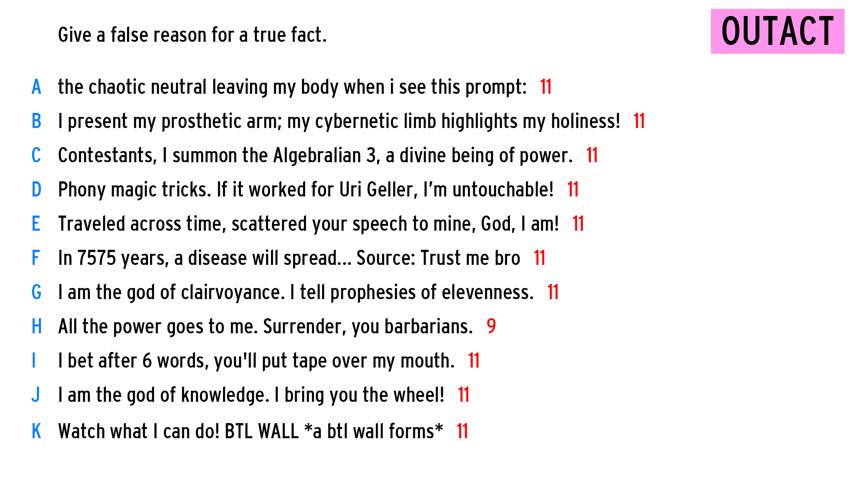 Give a false reason for a true fact.
OUTACT
A the chaotic neutral leaving my body when i see this prompt: 11
B I present my prosthetic arm; my cybernetic limb highlights my holiness! 11
C Contestants, I summon the Algebralian 3, a divine being of power. 11
D Phony magic tricks. If it worked for Uri Geller, I'm untouchable! 11
E Traveled across time, scattered your speech to mine, God, I am! 11
F In 7575 years, a disease will spread... Source: Trust me bro 11
G I am the god of clairvoyance. I tell prophesies of elevenness. 11
H All the power goes to me. Surrender, you barbarians. 9
I I bet after 6 words, you'll put tape over my mouth. 11
J I am the god of knowledge. I bring you the wheel! 11
K Watch what I can do! BTL WALL *a btl wall forms* 11